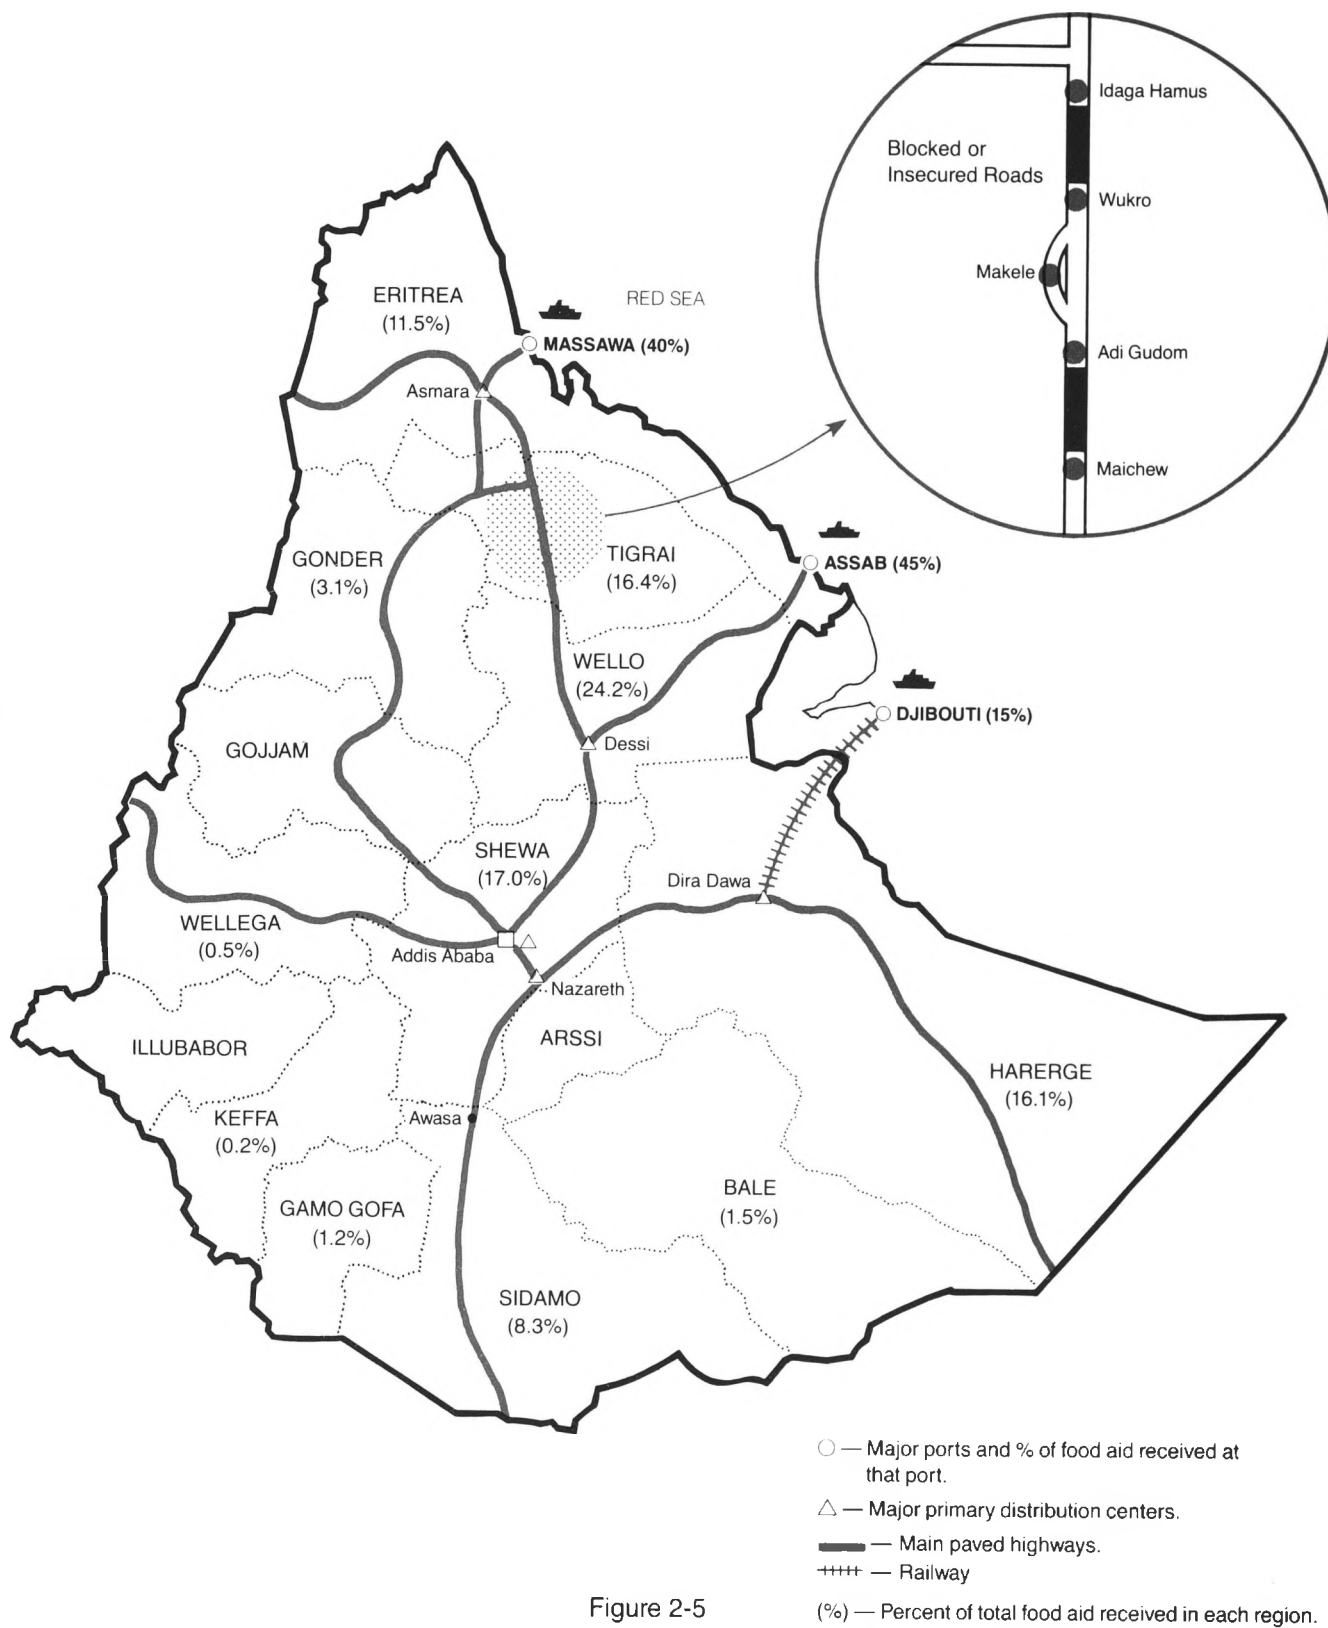 Idaga Hamus
Blocked or
Insecured Roads
Wukro
Makele
Adi Gudom
Maichew
RED SEA
ERITREA
(11.5%)
MASSAWA (40%)
Asmara
GONDER
(3.1%)
TIGRAI
(16.4%)
ASSAB (45%)
WELLO
(24.2%)
DJIBOUTI (15%)
GOJJAM
Dessi
SHEWA
(17.0%)
Dira Dawa
WELLEGA
(0.5%)
Addis Ababa
Nazareth
ARSSI
ILLUBABOR
HARERGE
(16.1%)
KEFFA
(0.2%)
Awasa
BALE
(1.5%)
GAMO GOFA
(1.2%)
SIDAMO
(8.3%)
— Major ports and % of food aid received at
that port.
— Major primary distribution centers.
— Main paved highways.
— Railway
(%) — Percent of total food aid received in each region.
Figure 2-5